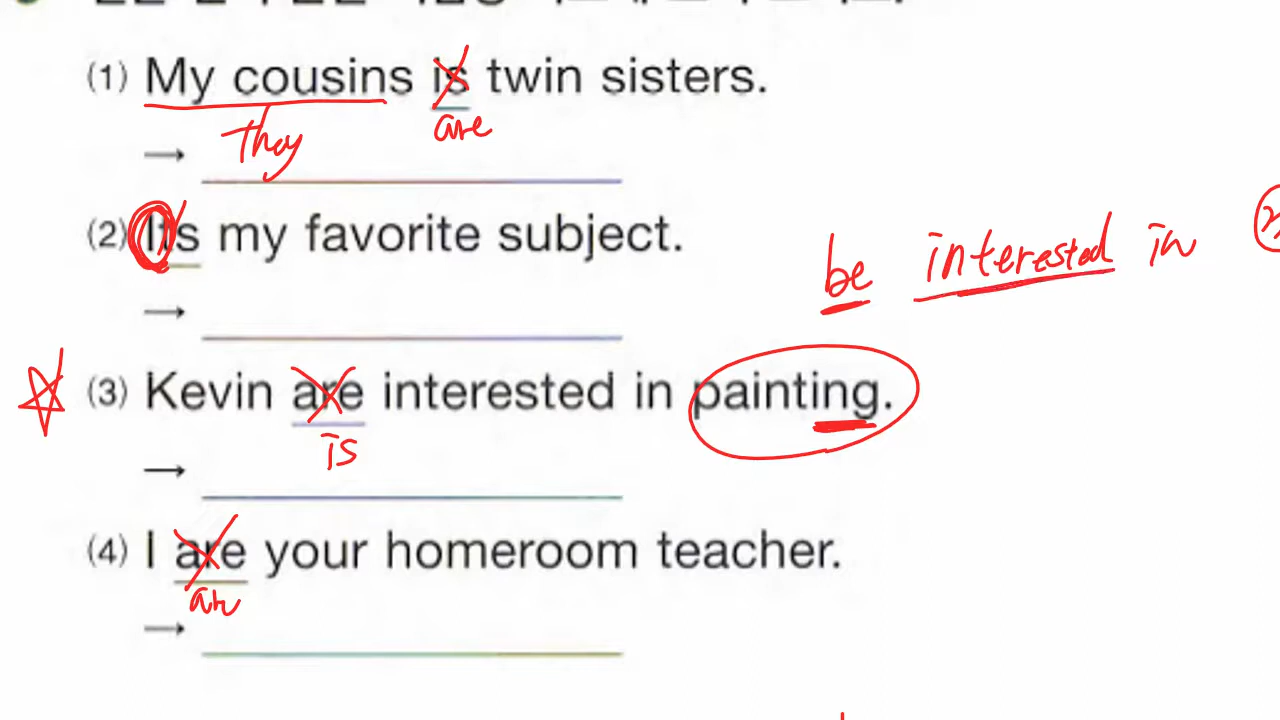 (1) My cousins is twin sisters.
they are
→
(2) Its my favorite subject.
be interested in
→
(3) Kevin are interested in painting.
is
→
(4) I are your homeroom teacher.
am
→